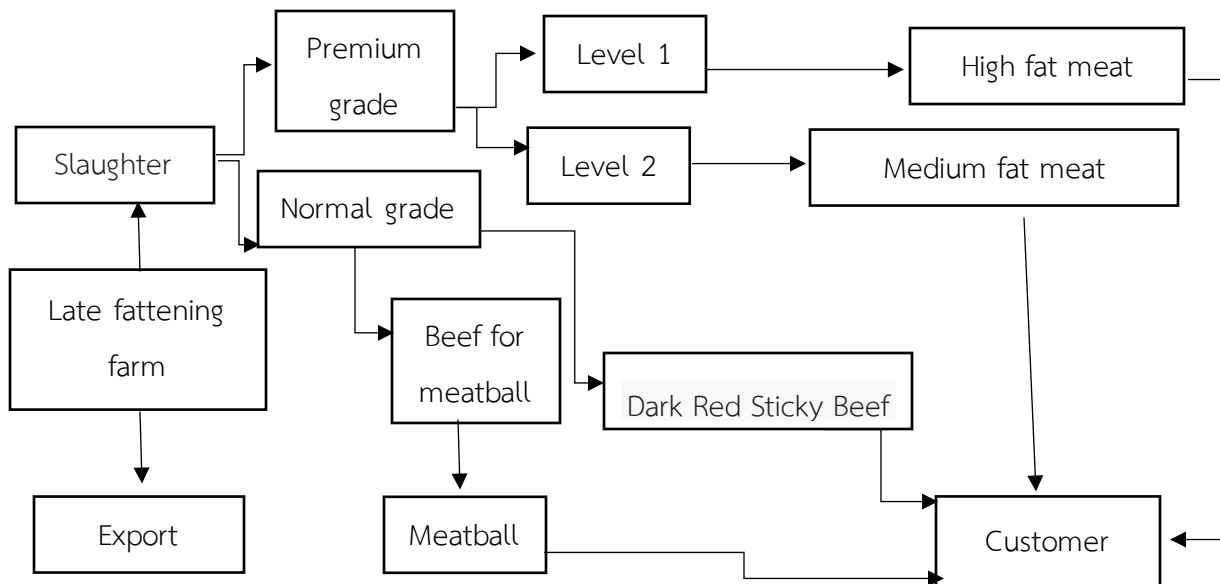 Premium
grade
Level 1
High fat meat
Slaughter
Level 2
Medium fat meat
Normal grade
Late fattening
farm
Beef for
meatball
Dark Red Sticky Beef
Export
Meatball
Customer